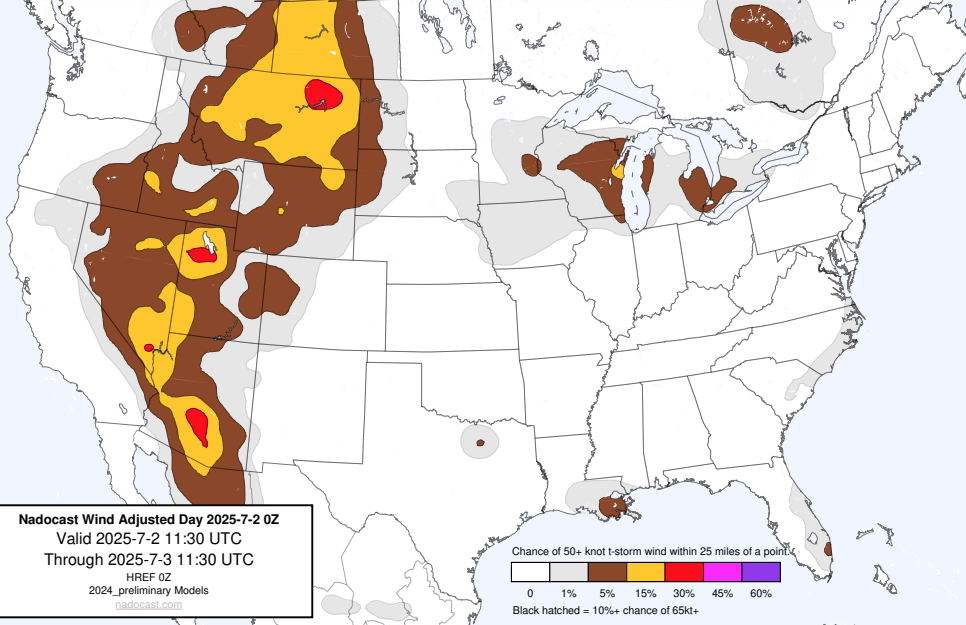 Nadocast Wind Adjusted Day 2025-7-2 0Z
Valid 2025-7-2 11:30 UTC
Through 2025-7-3 11:30 UTC
HREF 0Z
2024_preliminary Models
nadocast.com
Chance of 50+ knot t-storm wind within 25 miles of a point.
0 1% 5% 15% 30% 45% 60%
Black hatched = 10%+ chance of 65kt+